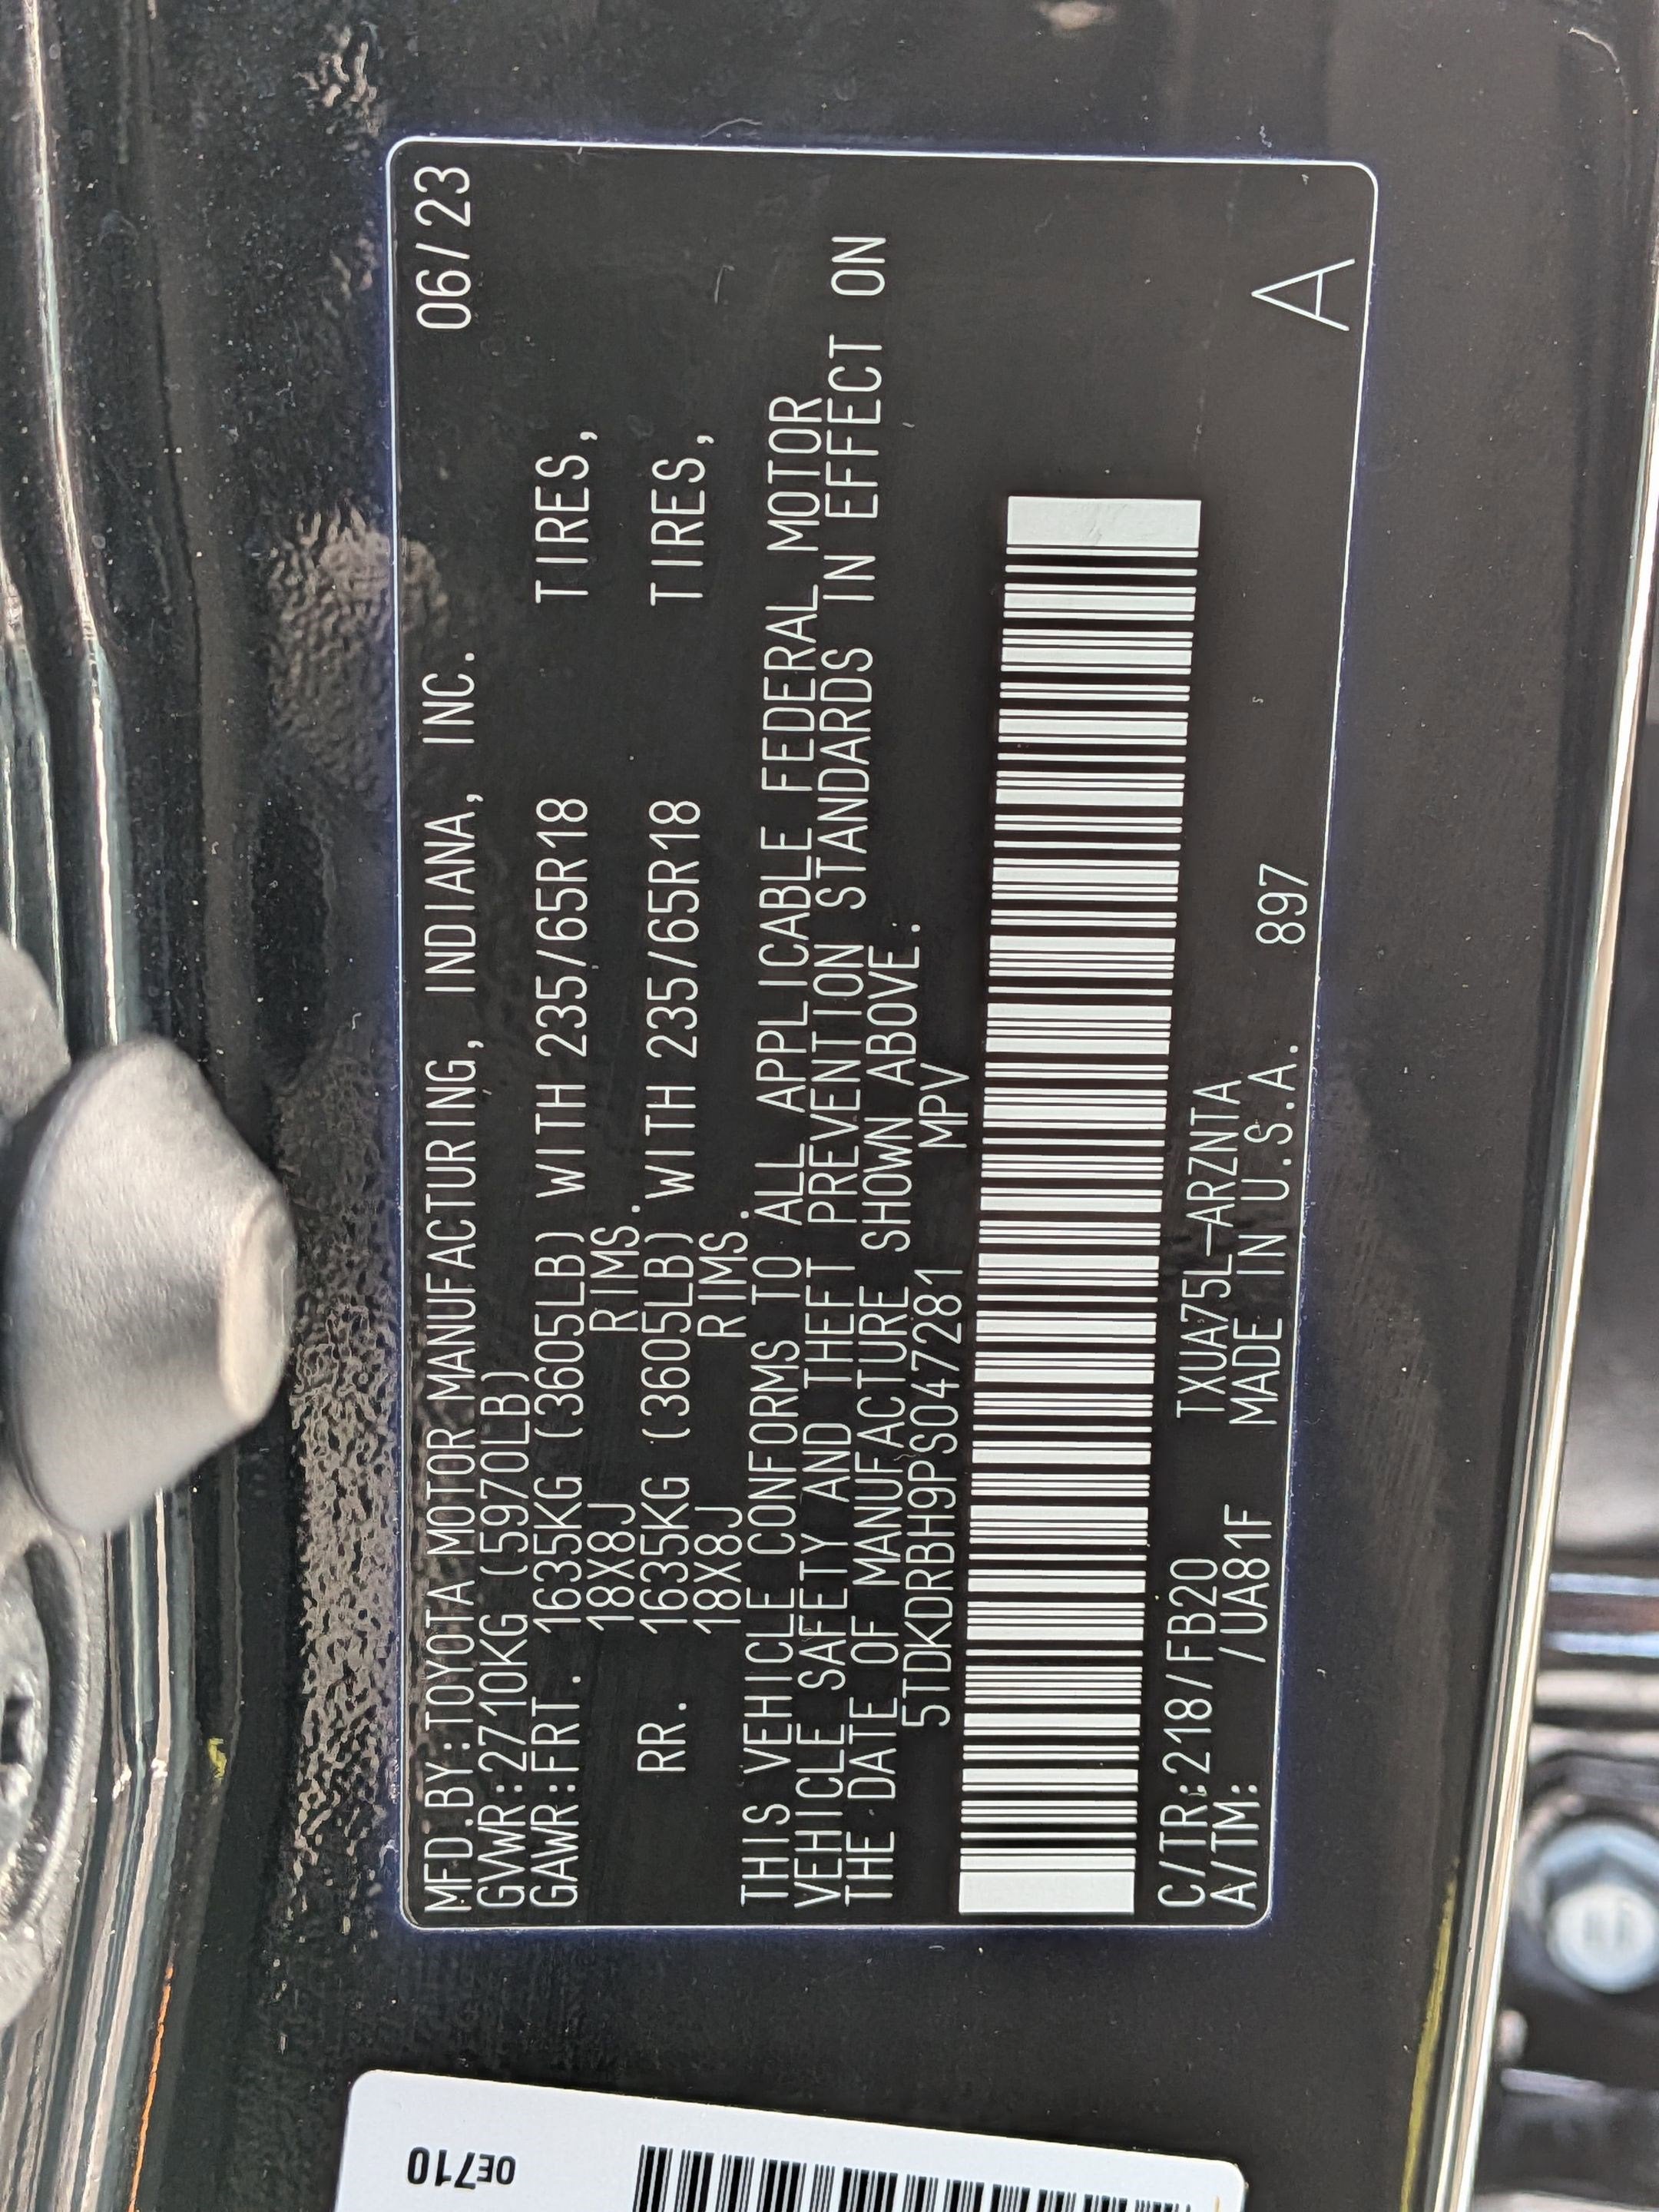 MFD.BY:TOYOTA MOTOR MANUFACTURING, INDIANA, INC. 06/23
GVWR:2710KG (5970LB)
GAWR:FRT. 1635KG (3605LB) WITH 235/65R18 TIRES,
18X8J RIMS.
RR. 1635KG (3605LB) WITH 235/65R18 TIRES,
18X8J RIMS.
THIS VEHICLE CONFORMS TO ALL APPLICABLE FEDERAL MOTOR
VEHICLE SAFETY AND THEFT PREVENTION STANDARDS IN EFFECT ON
THE DATE OF MANUFACTURE SHOWN ABOVE.
5TDKDRBH9PS047281 MPV
C/TR:218/FB20 TXUA75L-ARZNTA
A/TM: /UA81F MADE IN U.S.A. 897
A
0E710